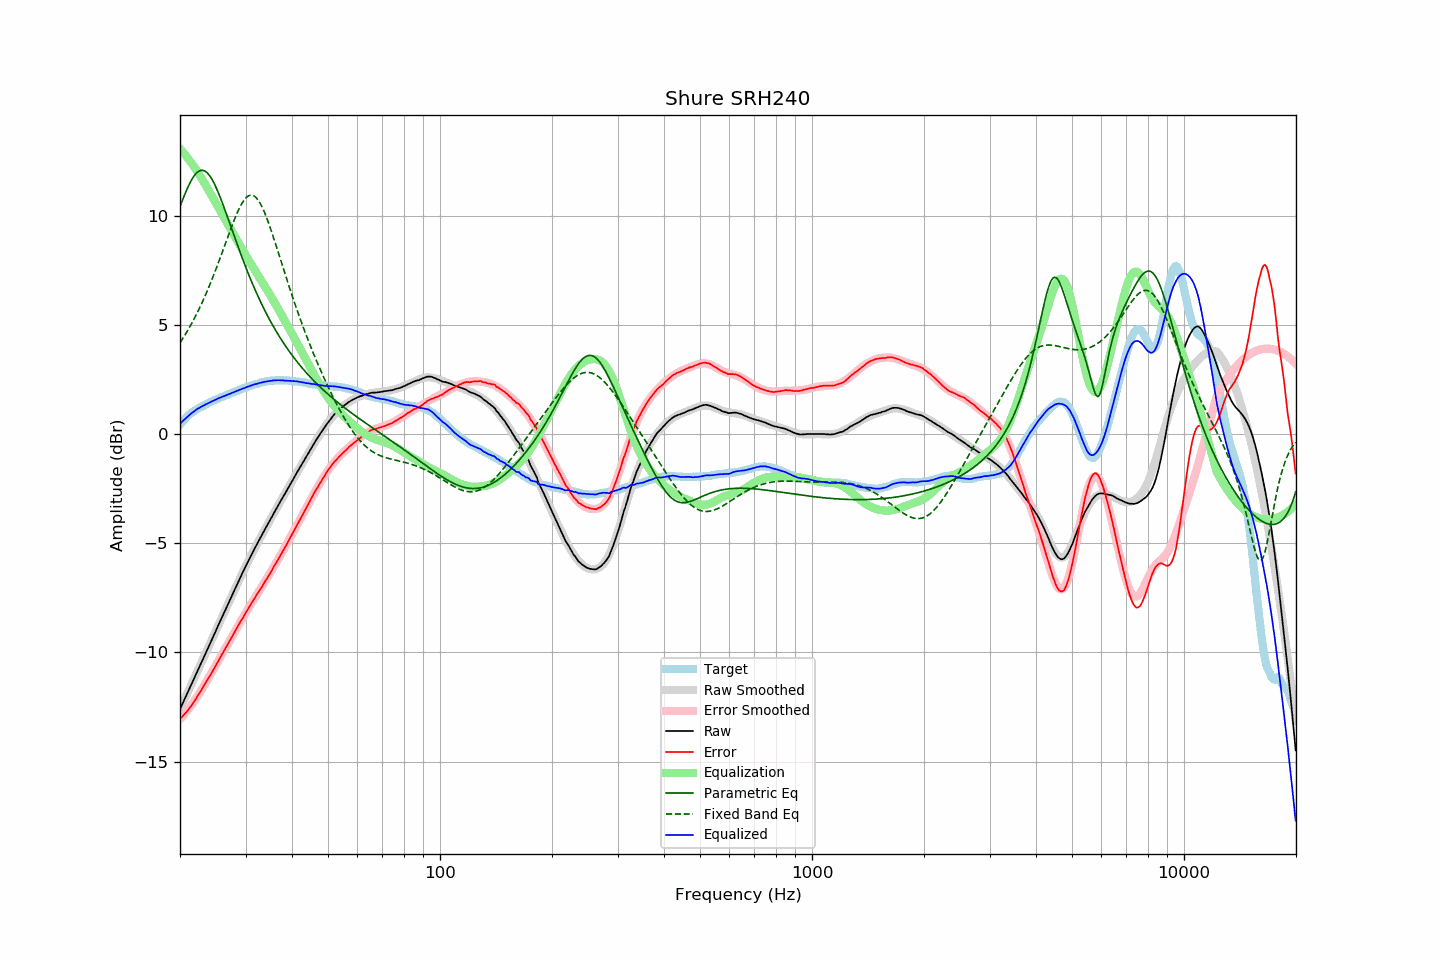 Shure SRH240
Amplitude (dBr)
10
5
0
−5
−10
−15
100
1000
10000
Frequency (Hz)
Target
Raw Smoothed
Error Smoothed
Raw
Error
Equalization
Parametric Eq
Fixed Band Eq
Equalized